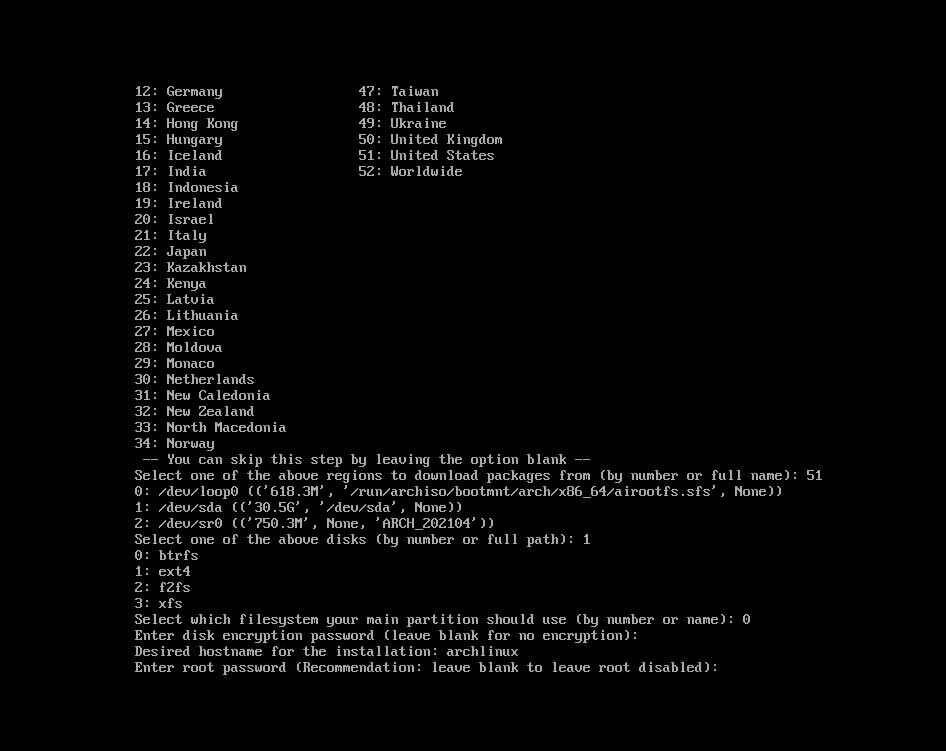 12: Germany                 47: Taiwan
13: Greece                  48: Thailand
14: Hong Kong               49: Ukraine
15: Hungary                 50: United Kingdom
16: Iceland                 51: United States
17: India                   52: Worldwide
18: Indonesia
19: Ireland
20: Israel
21: Italy
22: Japan
23: Kazakhstan
24: Kenya
25: Latvia
26: Lithuania
27: Mexico
28: Moldova
29: Monaco
30: Netherlands
31: New Caledonia
32: New Zealand
33: North Macedonia
34: Norway
 -- You can skip this step by leaving the option blank --
Select one of the above regions to download packages from (by number or full name): 51
0: /dev/loop0 (('618.3M', '/run/archiso/bootmnt/arch/x86_64/airootfs.sfs', None))
1: /dev/sda (('30.5G', '/dev/sda', None))
2: /dev/sr0 (('750.3M', None, 'ARCH_202104'))
Select one of the above disks (by number or full path): 1
0: btrfs
1: ext4
2: f2fs
3: xfs
Select which filesystem your main partition should use (by number or name): 0
Enter disk encryption password (leave blank for no encryption):
Desired hostname for the installation: archlinux
Enter root password (Recommendation: leave blank to leave root disabled):